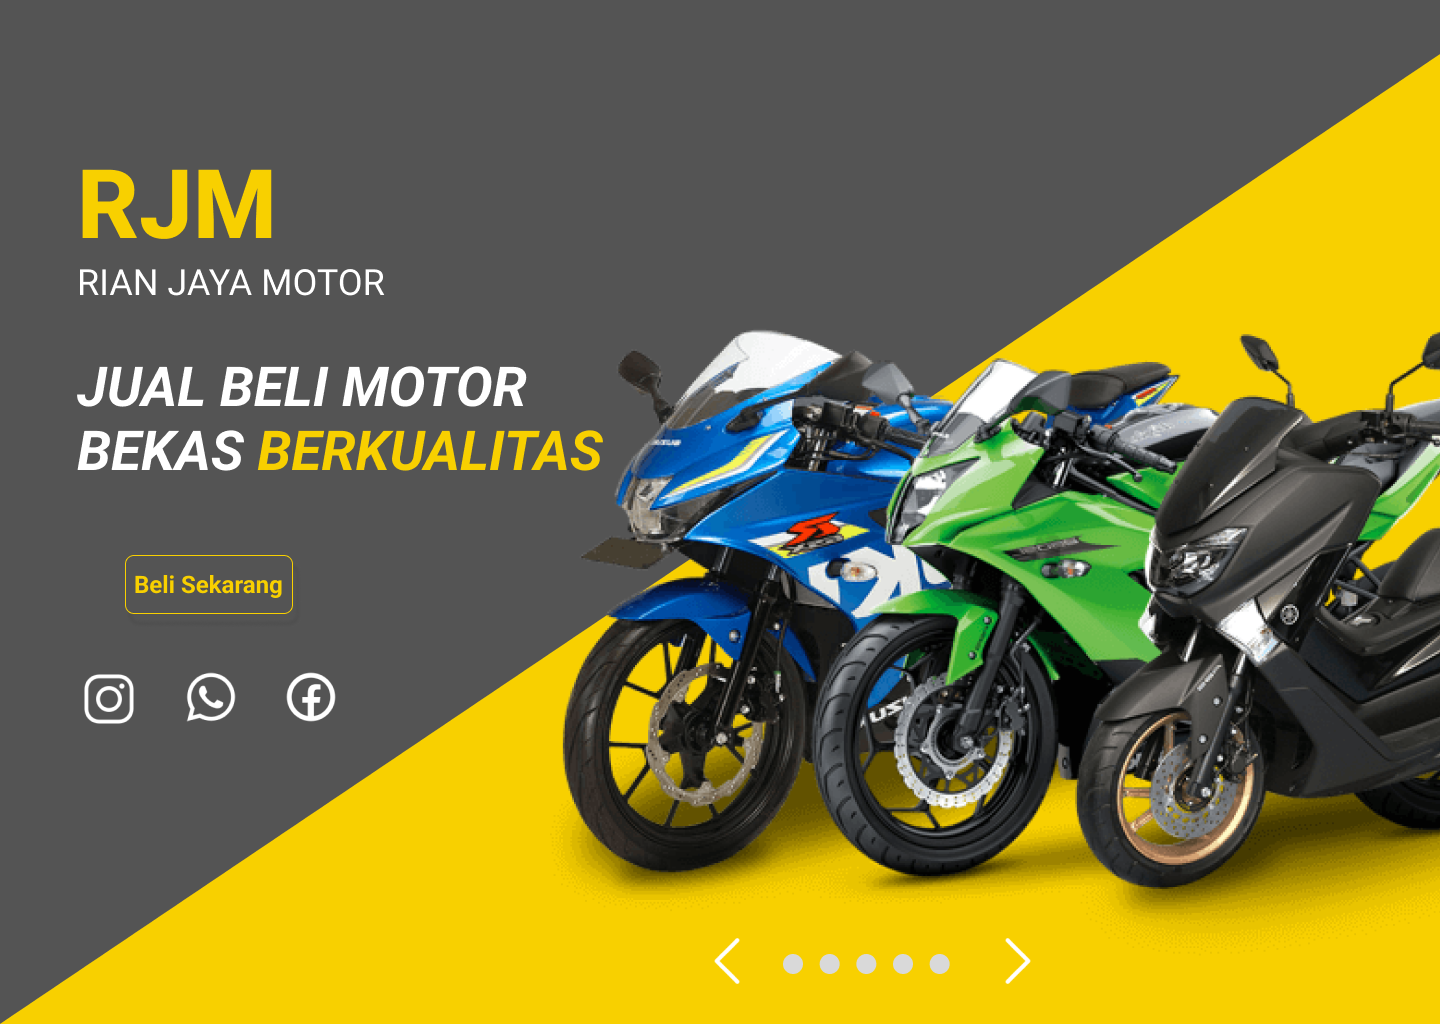 RJM
RIAN JAYA MOTOR
JUAL BELI MOTOR
BEKAS BERKUALITAS
Beli Sekarang